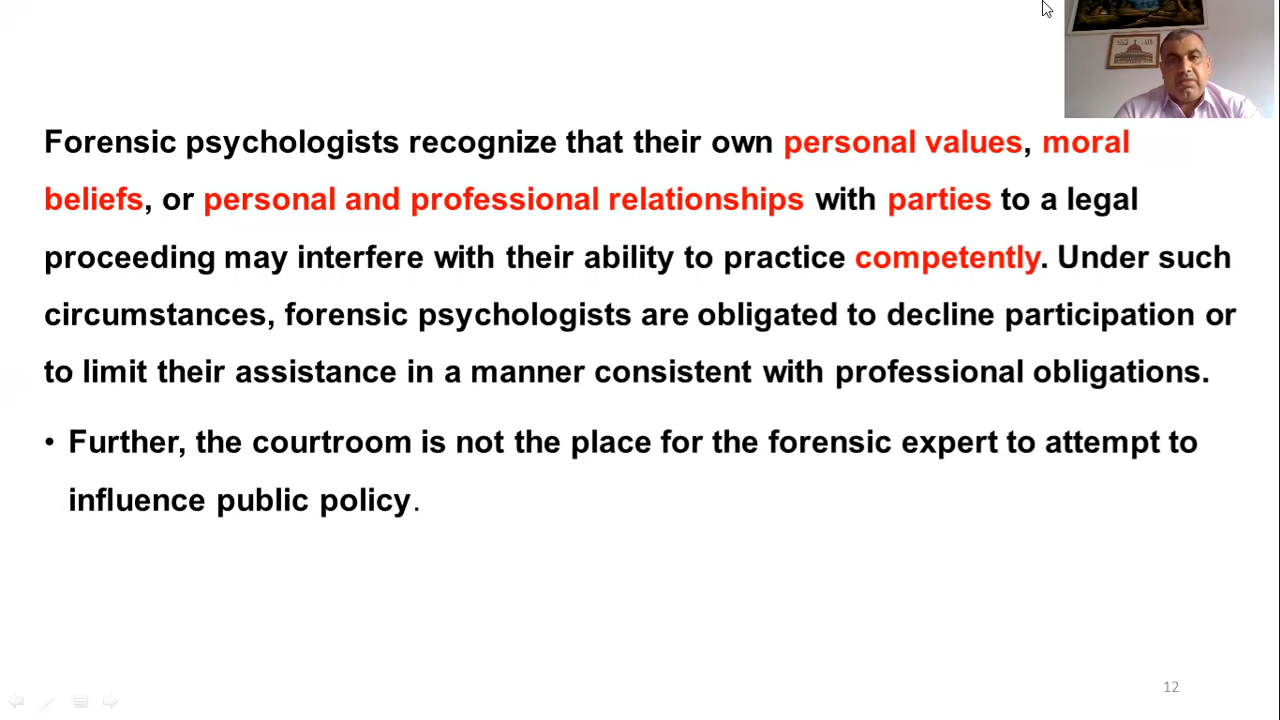 Forensic psychologists recognize that their own personal values, moral
beliefs, or personal and professional relationships with parties to a legal
proceeding may interfere with their ability to practice competently. Under such
circumstances, forensic psychologists are obligated to decline participation or
to limit their assistance in a manner consistent with professional obligations.
• Further, the courtroom is not the place for the forensic expert to attempt to
influence public policy.
12